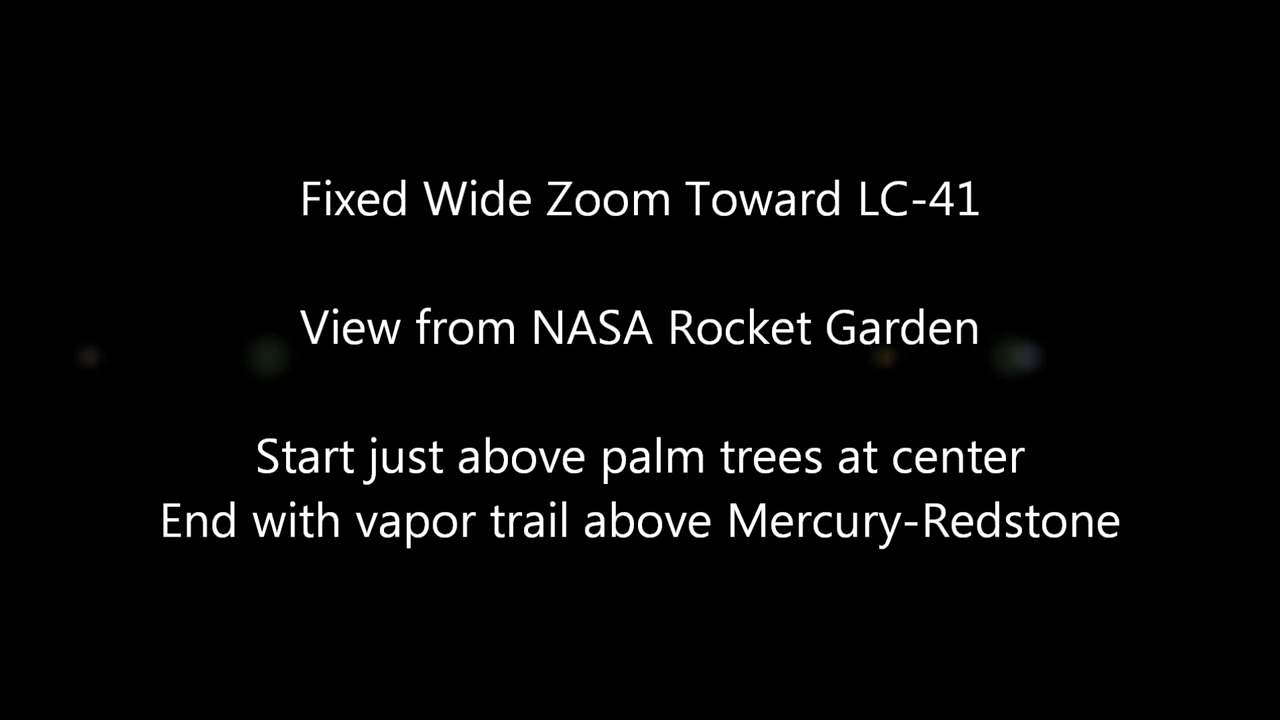 Fixed Wide Zoom Toward LC-41
View from NASA Rocket Garden
Start just above palm trees at center
End with vapor trail above Mercury-Redstone